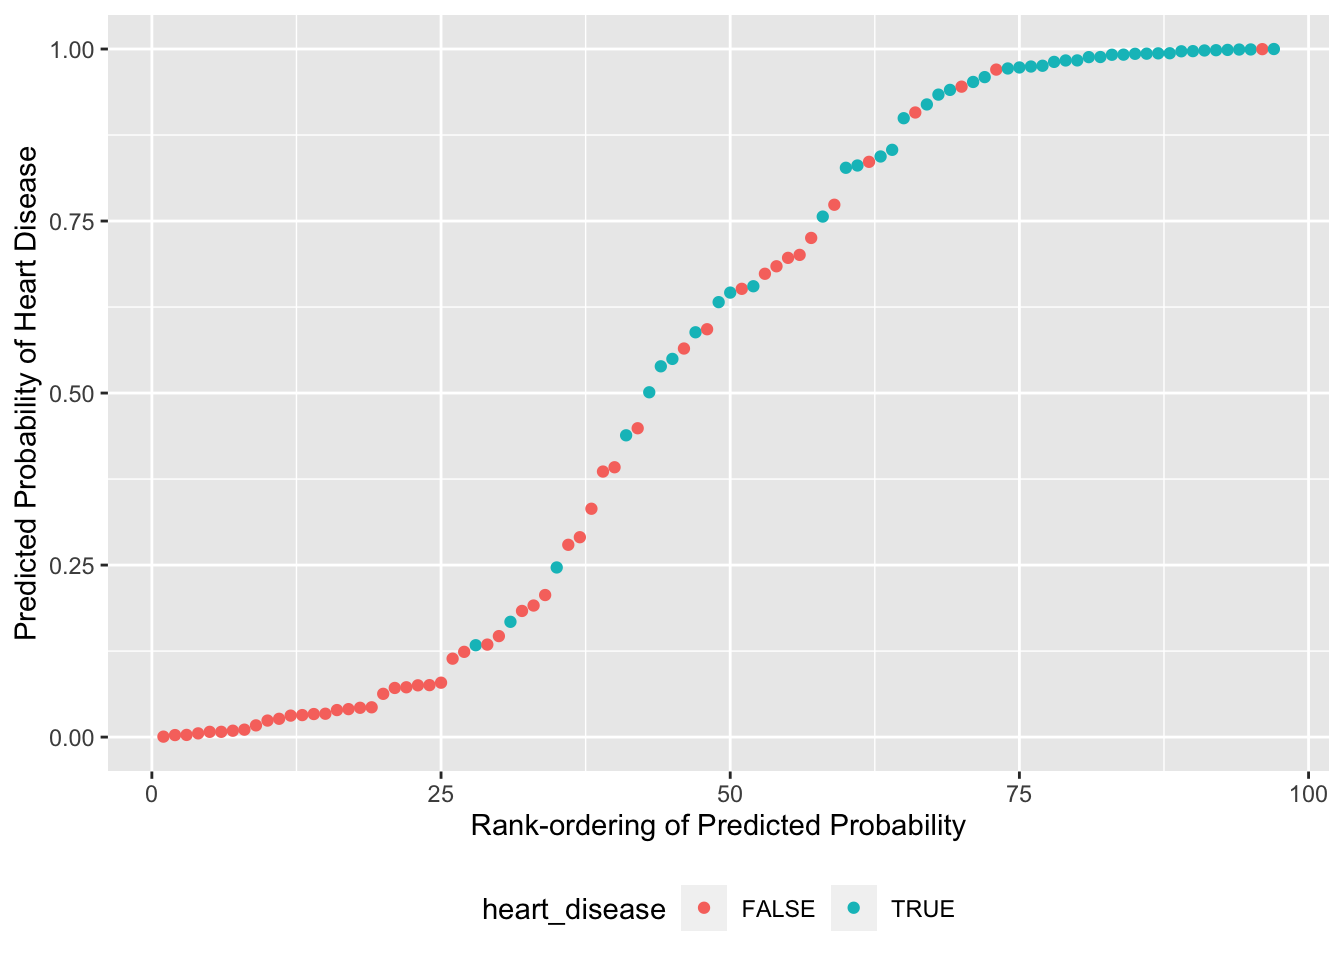 Predicted Probability of Heart Disease
1.00
0.75
0.50
0.25
0.00
0 25 50 75 100
Rank-ordering of Predicted Probability
heart_disease FALSE TRUE